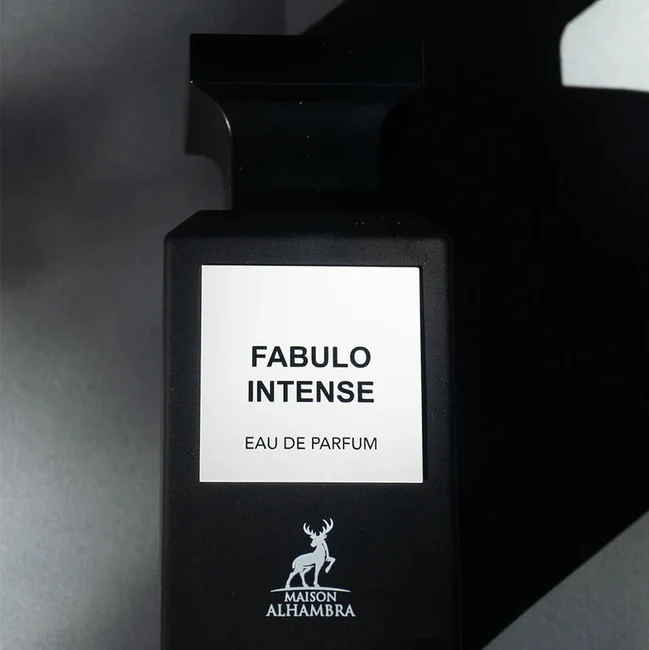 FABULO
INTENSE
EAU DE PARFUM
MAISON
ALHAMBRA